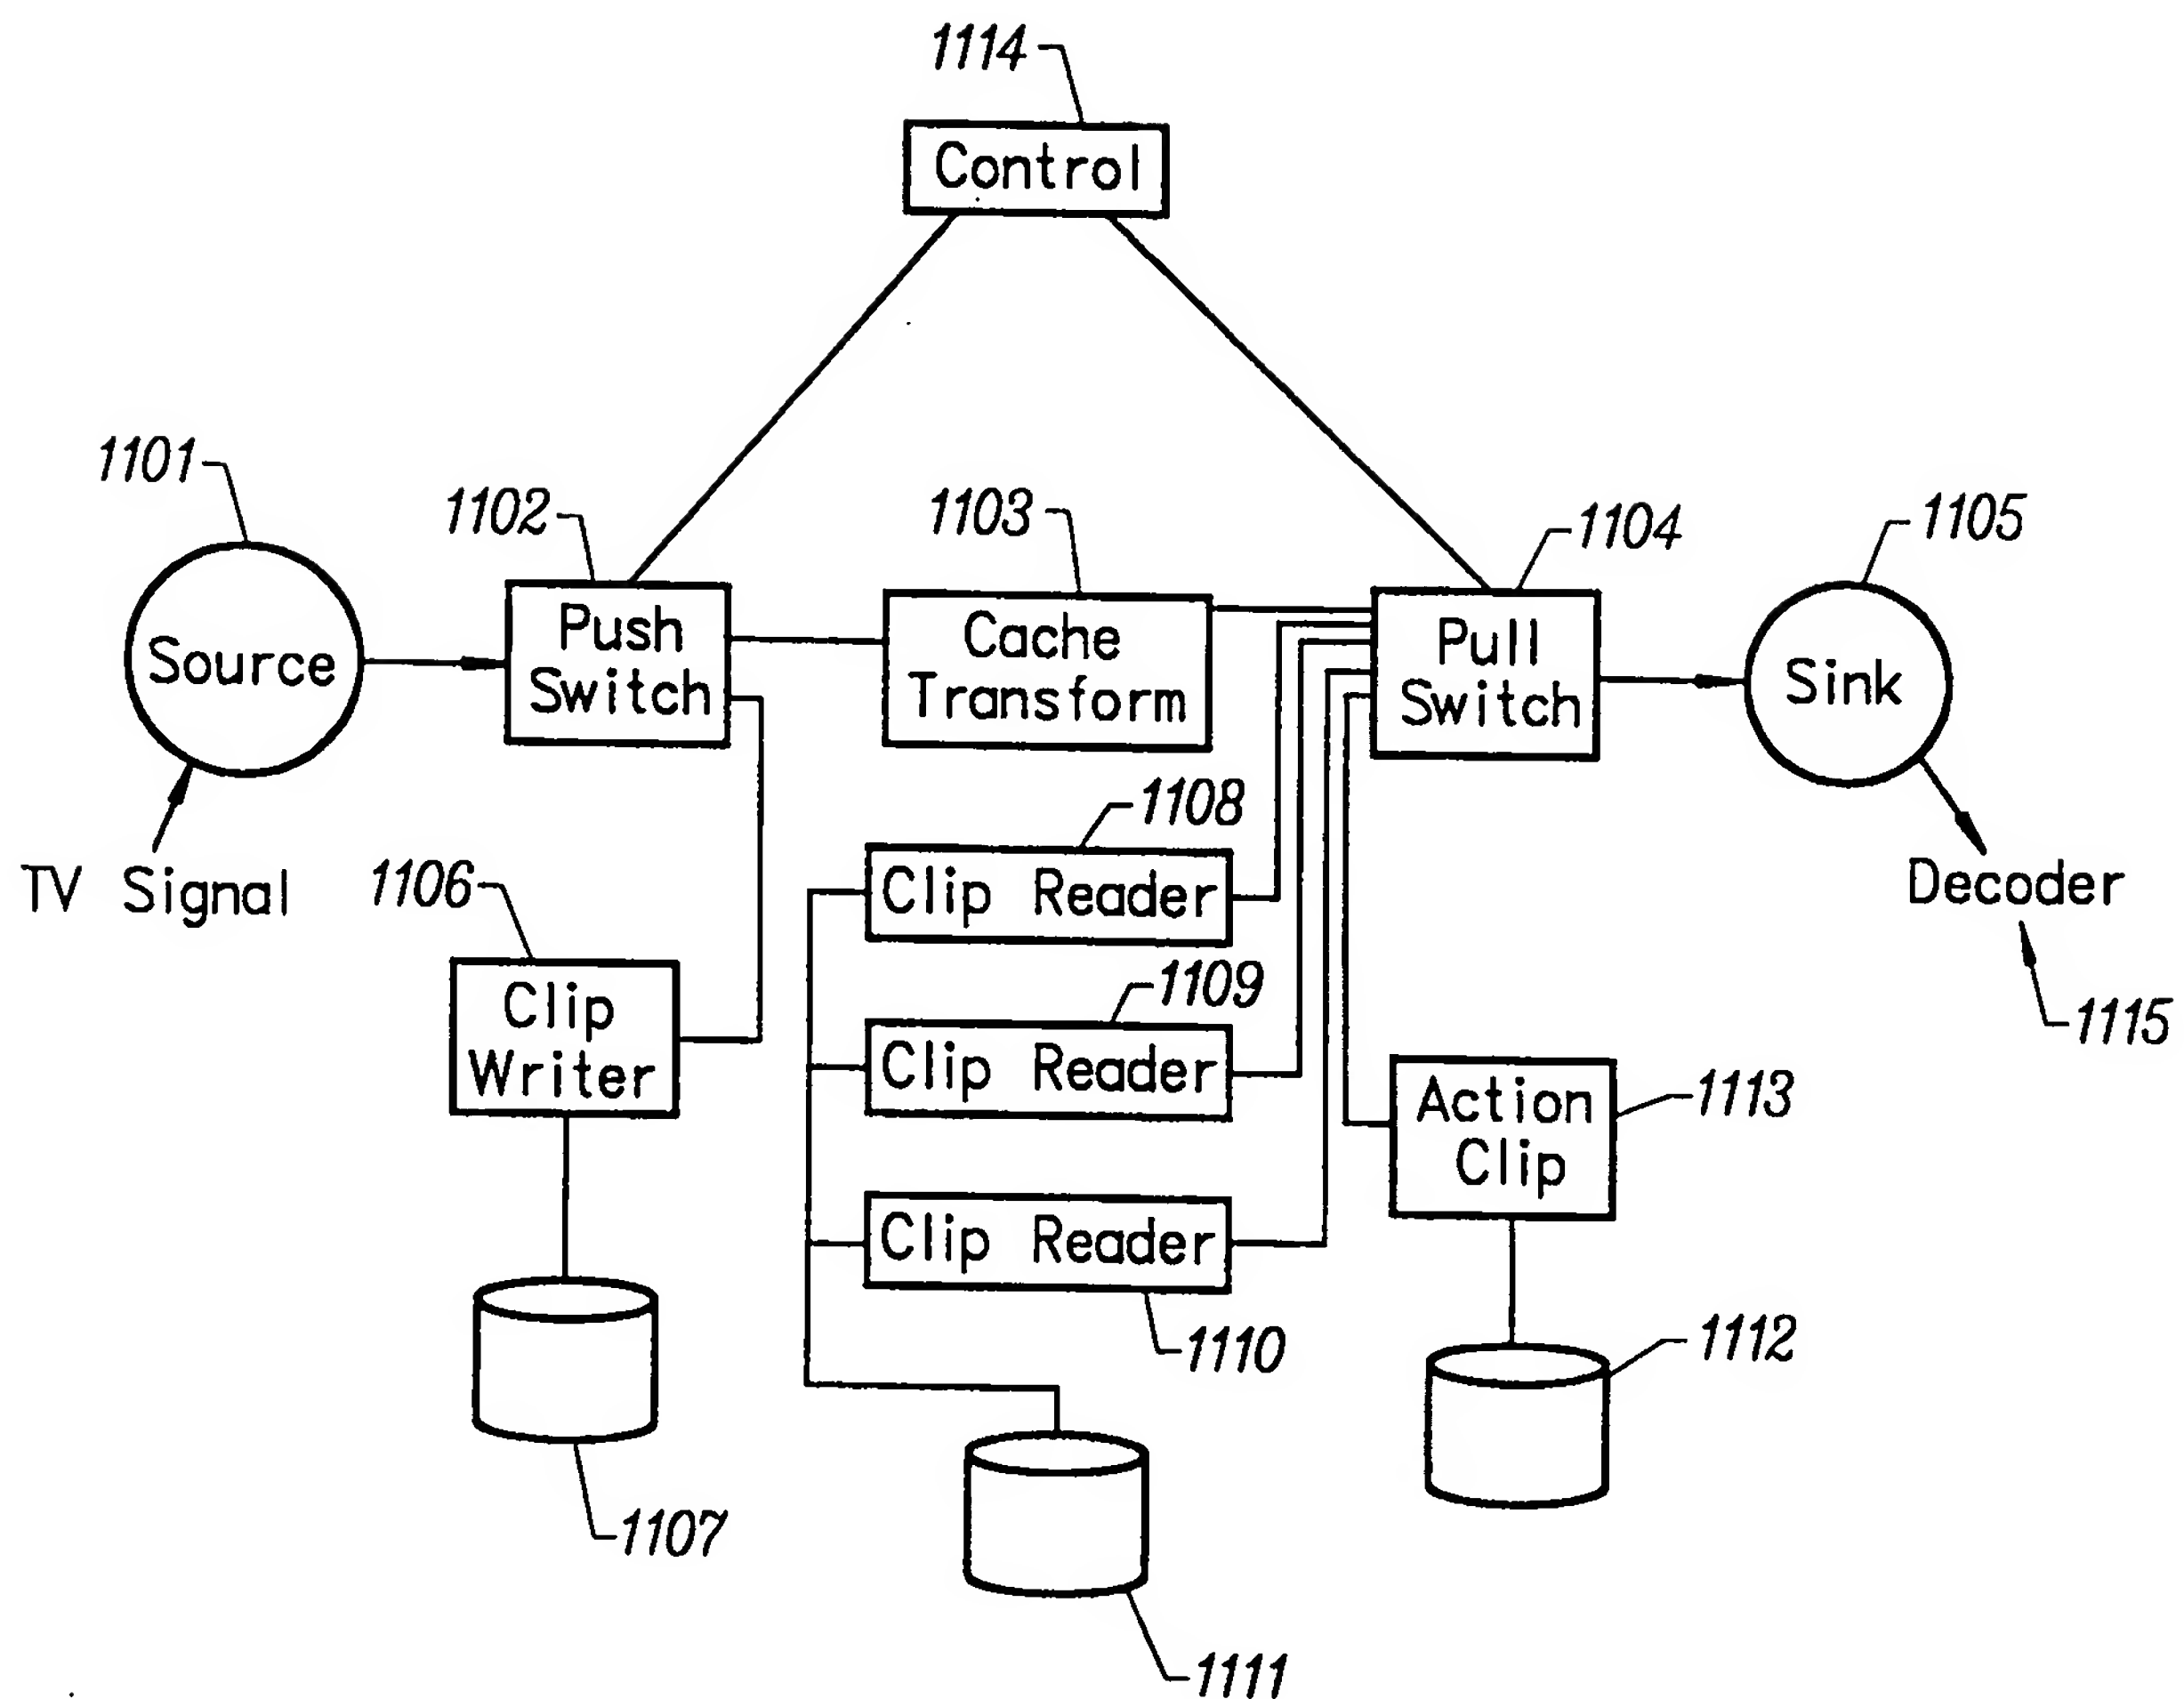 1114
Control
1101
1102
1103
1104
1105
Source
Push
Switch
Cache
Transform
Pull
Switch
Sink
TV Signal
1106
1108
Clip Reader
Decoder
1115
Clip
Writer
1109
Clip Reader
Action
Clip
1113
Clip Reader
1110
1112
1107
1111